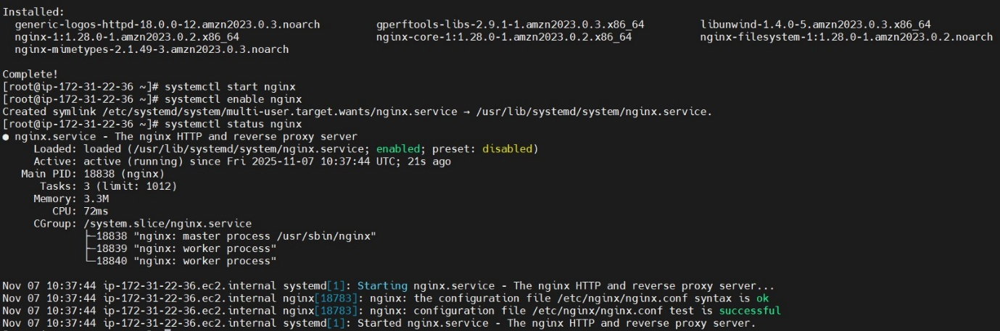 Installed:
generic-logos-httpd-18.0.0-12.amzn2023.0.3.noarch gperftools-libs-2.9.1-1.amzn2023.0.3.x86_64 libunwind-1.4.0-5.amzn2023.0.3.x86_64
nginx-1:1.28.0-1.amzn2023.0.2.x86_64 nginx-core-1:1.28.0-1.amzn2023.0.2.x86_64 nginx-filesystem-1:1.28.0-1.amzn2023.0.2.noarch
nginx-mimetypes-2.1.49-3.amzn2023.0.3.noarch
Complete!
[root@ip-172-31-22-36 ~]# systemctl start nginx
[root@ip-172-31-22-36 ~]# systemctl enable nginx
Created symlink /etc/systemd/system/multi-user.target.wants/nginx.service → /usr/lib/systemd/system/nginx.service.
[root@ip-172-31-22-36 ~]# systemctl status nginx
● nginx.service - The nginx HTTP and reverse proxy server
Loaded: loaded (/usr/lib/systemd/system/nginx.service; enabled; preset: disabled)
Active: active (running) since Fri 2025-11-07 10:37:44 UTC; 21s ago
Main PID: 18838 (nginx)
Tasks: 3 (limit: 1012)
Memory: 3.3M
CPU: 72ms
CGroup: /system.slice/nginx.service
├─18838 "nginx: master process /usr/sbin/nginx"
├─18839 "nginx: worker process"
└─18840 "nginx: worker process"
Nov 07 10:37:44 ip-172-31-22-36.ec2.internal systemd[1]: Starting nginx.service - The nginx HTTP and reverse proxy server...
Nov 07 10:37:44 ip-172-31-22-36.ec2.internal nginx[18783]: nginx: the configuration file /etc/nginx/nginx.conf syntax is ok
Nov 07 10:37:44 ip-172-31-22-36.ec2.internal nginx[18783]: nginx: configuration file /etc/nginx/nginx.conf test is successful
Nov 07 10:37:44 ip-172-31-22-36.ec2.internal systemd[1]: Started nginx.service - The nginx HTTP and reverse proxy server.